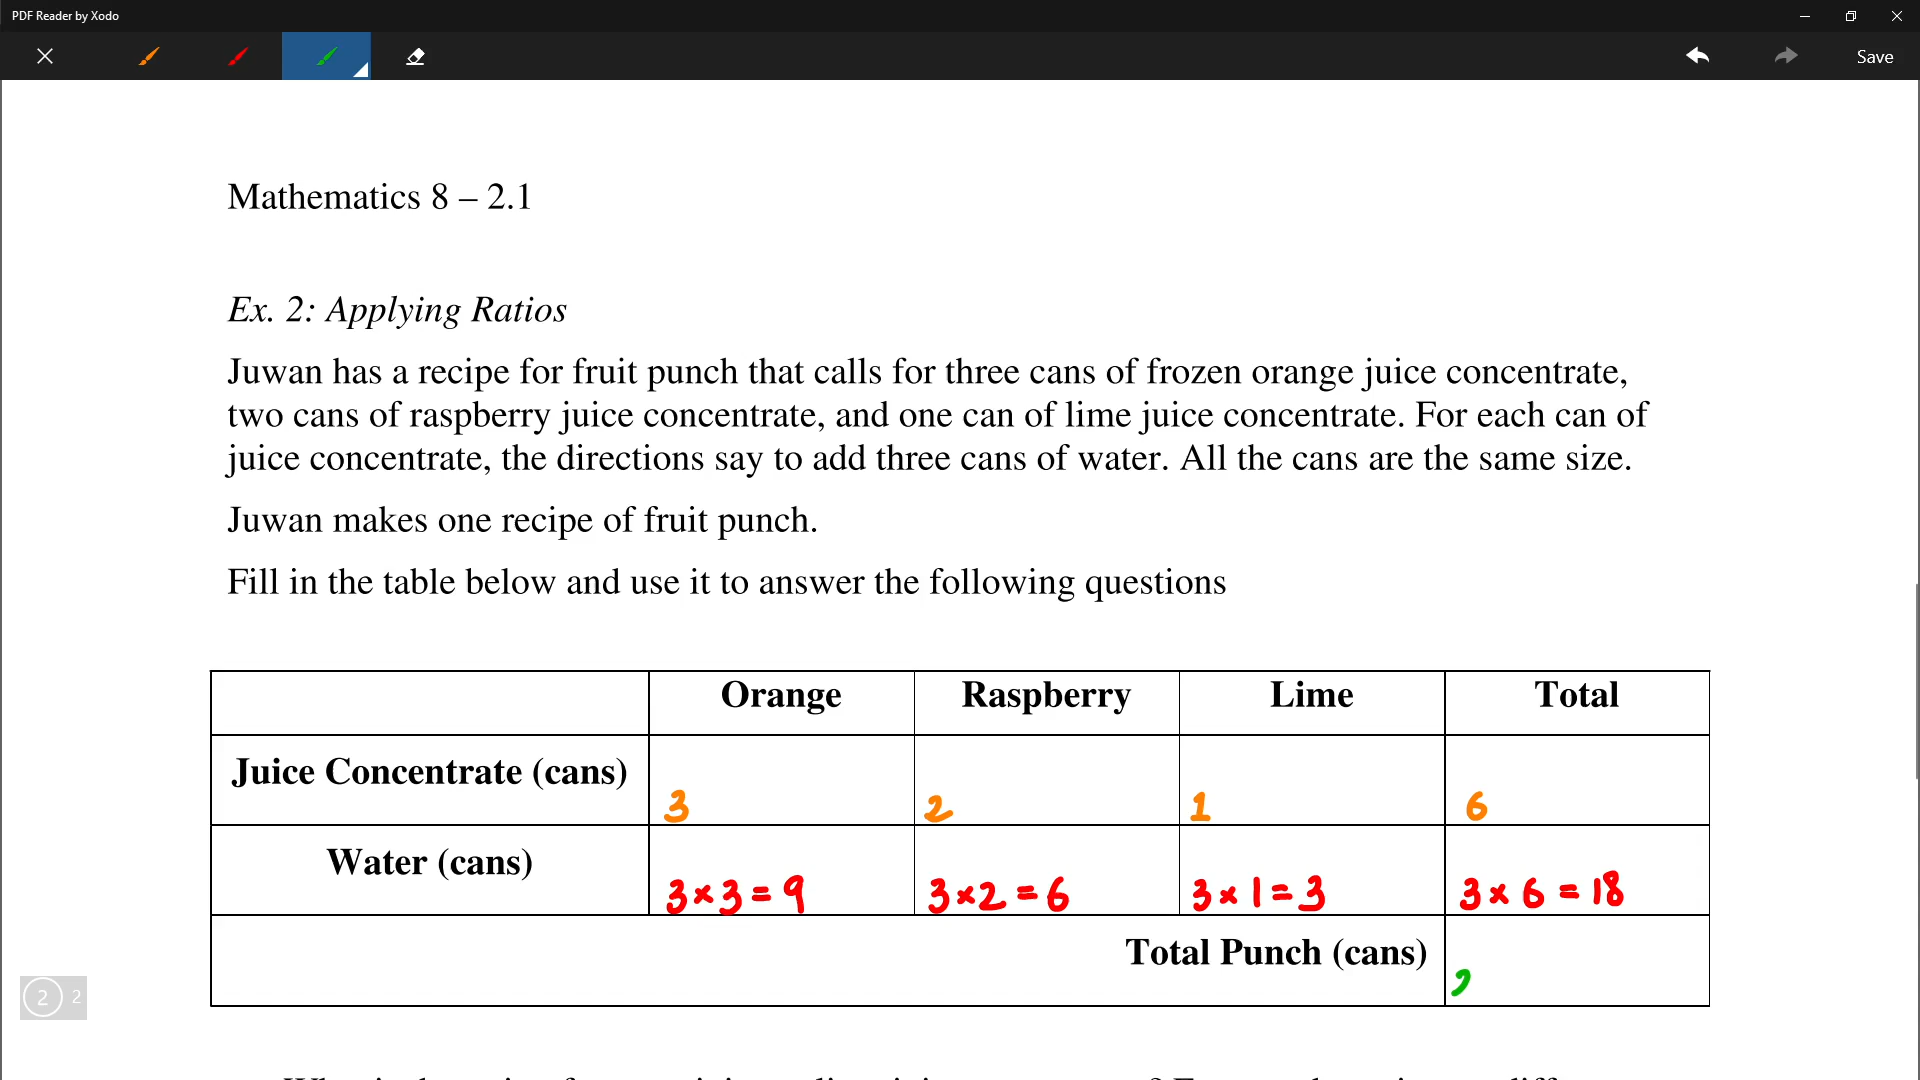 PDF Reader by Xodo
Save
Mathematics 8 – 2.1
Ex. 2: Applying Ratios
Juwan has a recipe for fruit punch that calls for three cans of frozen orange juice concentrate,
two cans of raspberry juice concentrate, and one can of lime juice concentrate. For each can of
juice concentrate, the directions say to add three cans of water. All the cans are the same size.
Juwan makes one recipe of fruit punch.
Fill in the table below and use it to answer the following questions
Orange Raspberry Lime Total
Juice Concentrate (cans) 3 2 1 6
Water (cans) 3×3=9 3×2=6 3×1=3 3×6=18
Total Punch (cans)
2 2